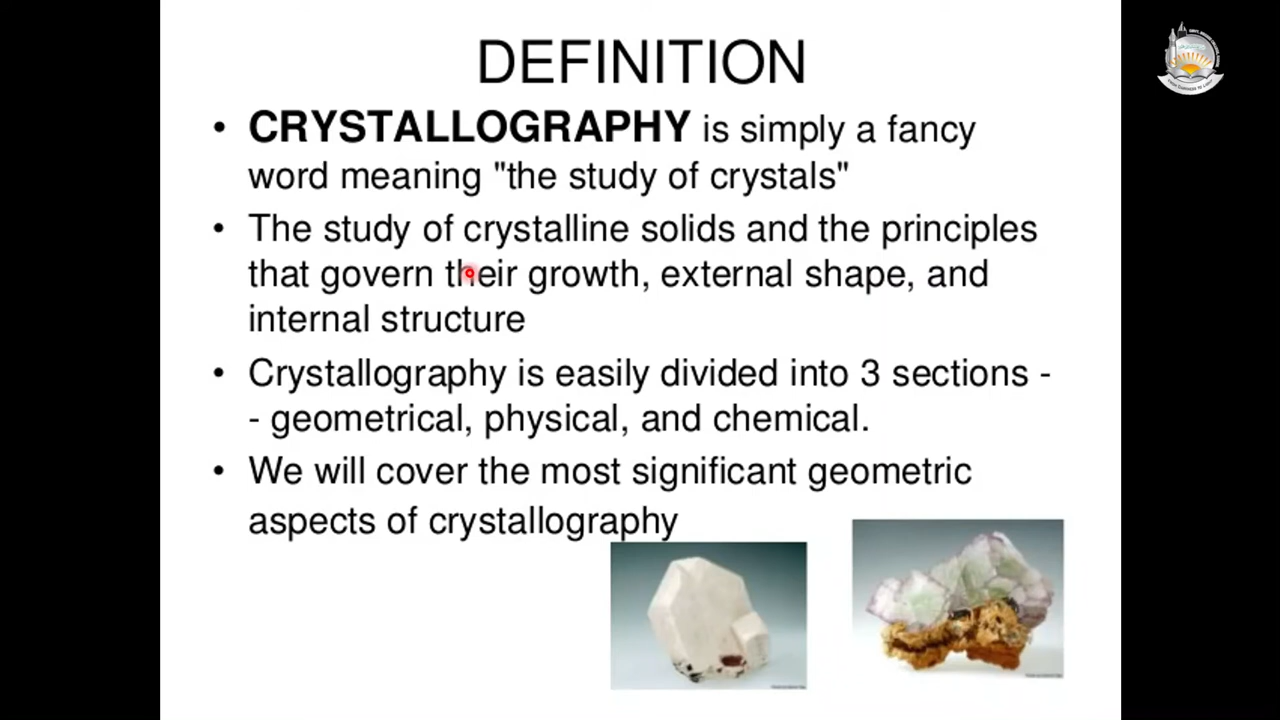 DEFINITION
• CRYSTALLOGRAPHY is simply a fancy
word meaning "the study of crystals"
• The study of crystalline solids and the principles
that govern their growth, external shape, and
internal structure
• Crystallography is easily divided into 3 sections -
- geometrical, physical, and chemical.
• We will cover the most significant geometric
aspects of crystallography